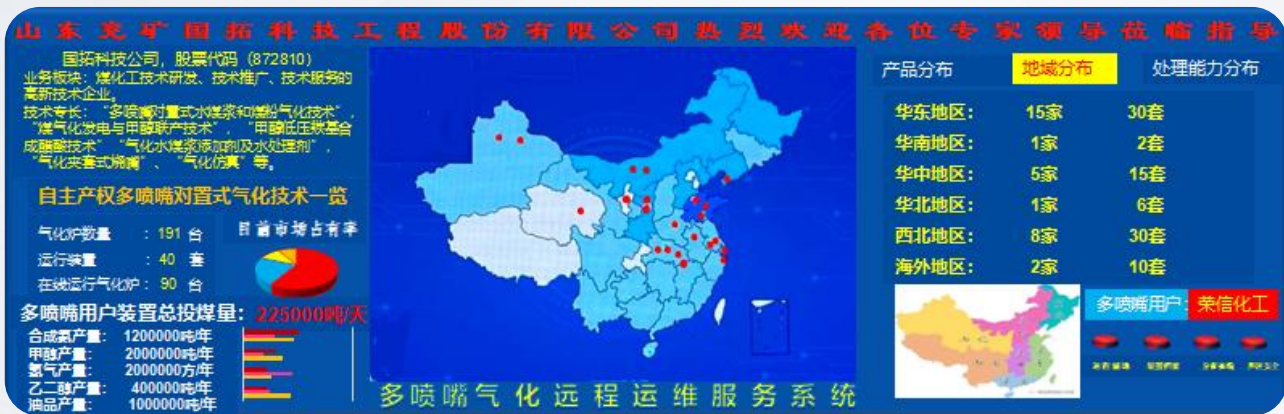 山东兖矿国拓科技工程股份有限公司热烈欢迎各位专家领导莅临指导
国拓科技公司，股票代码（872810）
业务板块：煤化工技术研发、技术推广、技术服务的
高新技术企业。
技术专长：“多喷嘴对置式水煤浆和煤粉气化技术”，
“煤气化发电与甲醇联产技术”，“甲醇低压羰基合
成醋酸技术”“气化水煤浆添加剂及水处理剂”，
“气化夹套式烧嘴”、“气化仿真”等。
自主产权多喷嘴对置式气化技术一览
气化炉数量 ：191 台
运行装置 ：40 套
在线运行气化炉：90 台
目前市场占有率
多喷嘴用户装置总投煤量：225000吨/天
合成氨产量： 1200000吨/年
甲醇产量： 2000000吨/年
氢气产量： 2000000方/年
乙二醇产量： 400000吨/年
油品产量： 1000000吨/年
多喷嘴气化远程运维服务系统
产品分布 地域分布 处理能力分布
华东地区： 15家 30套
华南地区： 1家 2套
华中地区： 5家 15套
华北地区： 1家 6套
西北地区： 8家 30套
海外地区： 2家 10套
多喷嘴用户： 荣信化工